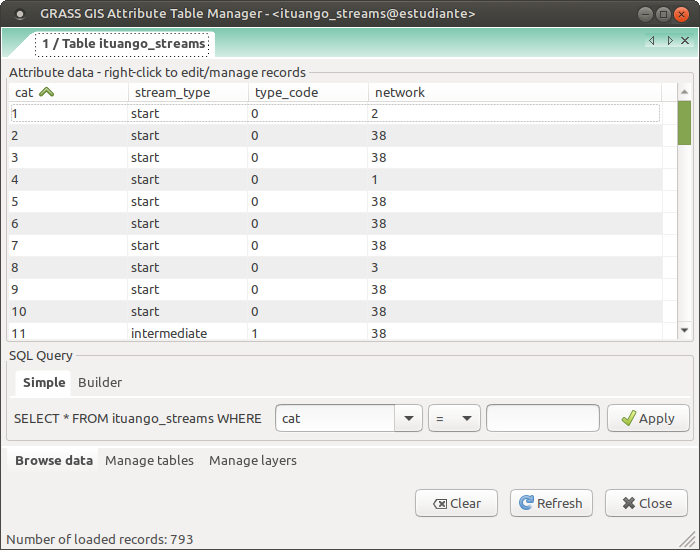 GRASS GIS Attribute Table Manager - <ituango_streams@estudiante>
1 / Table ituango_streams
Attribute data - right-click to edit/manage records
cat stream_type type_code network
1 start 0 2
2 start 0 38
3 start 0 38
4 start 0 1
5 start 0 38
6 start 0 38
7 start 0 38
8 start 0 3
9 start 0 38
10 start 0 38
11 intermediate 1 38
SQL Query
Simple Builder
SELECT * FROM ituango_streams WHERE cat = Apply
Browse data Manage tables Manage layers
Clear Refresh Close
Number of loaded records: 793